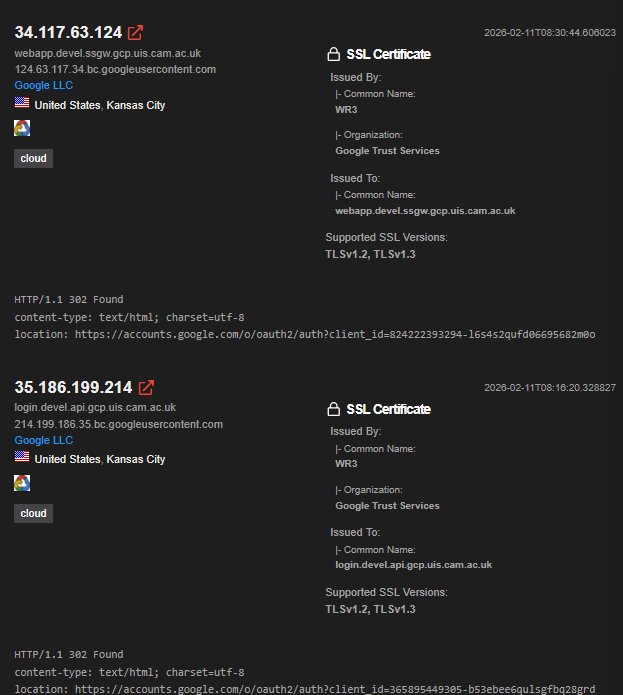 34.117.63.124
2026-02-11T08:30:44.606023
webapp.devel.ssgw.gcp.uis.cam.ac.uk
124.63.117.34.bc.googleusercontent.com
Google LLC
United States, Kansas City
cloud
SSL Certificate
Issued By:
|- Common Name:
WR3
|- Organization:
Google Trust Services
Issued To:
|- Common Name:
webapp.devel.ssgw.gcp.uis.cam.ac.uk
Supported SSL Versions:
TLSv1.2, TLSv1.3
HTTP/1.1 302 Found
content-type: text/html; charset=utf-8
location: https://accounts.google.com/o/oauth2/auth?client_id=824222393294-l6s4s2qufd06695682m0o
35.186.199.214
2026-02-11T08:16:20.328827
login.devel.api.gcp.uis.cam.ac.uk
214.199.186.35.bc.googleusercontent.com
Google LLC
United States, Kansas City
cloud
SSL Certificate
Issued By:
|- Common Name:
WR3
|- Organization:
Google Trust Services
Issued To:
|- Common Name:
login.devel.api.gcp.uis.cam.ac.uk
Supported SSL Versions:
TLSv1.2, TLSv1.3
HTTP/1.1 302 Found
content-type: text/html; charset=utf-8
location: https://accounts.google.com/o/oauth2/auth?client_id=365895449305-b53ebee6qulsgfbq28grd